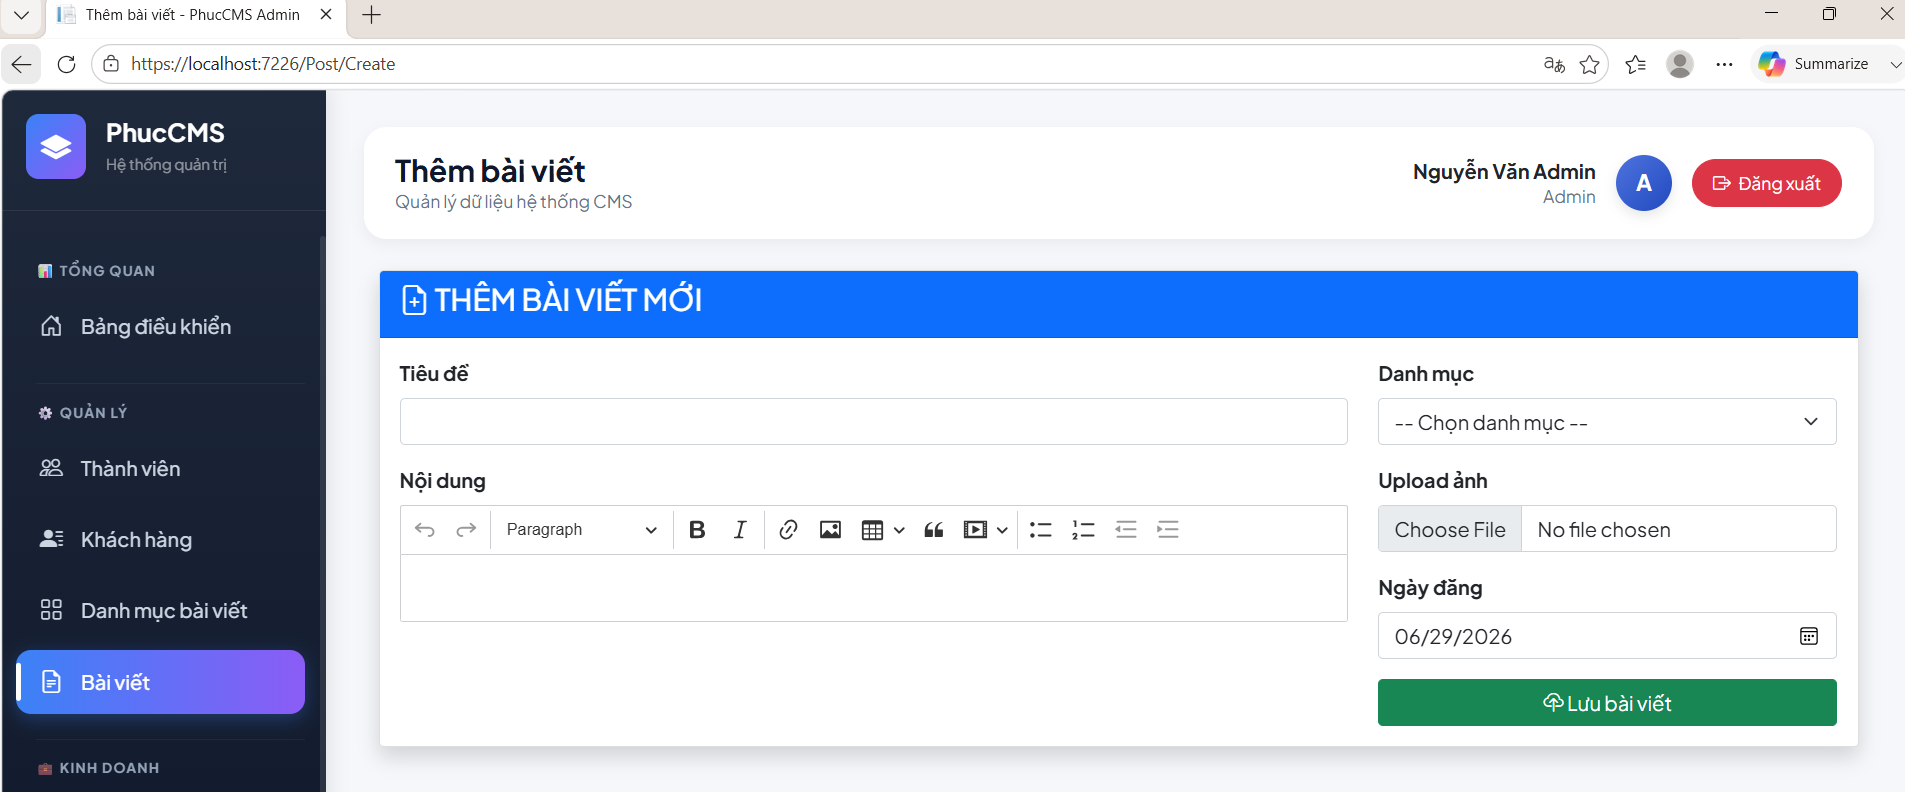 Thêm bài viết - PhucCMS Admin
https://localhost:7226/Post/Create
Summarize
PhucCMS
Hệ thống quản trị
TỔNG QUAN
Bảng điều khiển
QUẢN LÝ
Thành viên
Khách hàng
Danh mục bài viết
Bài viết
KINH DOANH
Thêm bài viết
Quản lý dữ liệu hệ thống CMS
Nguyễn Văn Admin
Admin
A
Đăng xuất
THÊM BÀI VIẾT MỚI
Tiêu đề
Nội dung
Paragraph
Danh mục
-- Chọn danh mục --
Upload ảnh
Choose File No file chosen
Ngày đăng
06/29/2026
Lưu bài viết